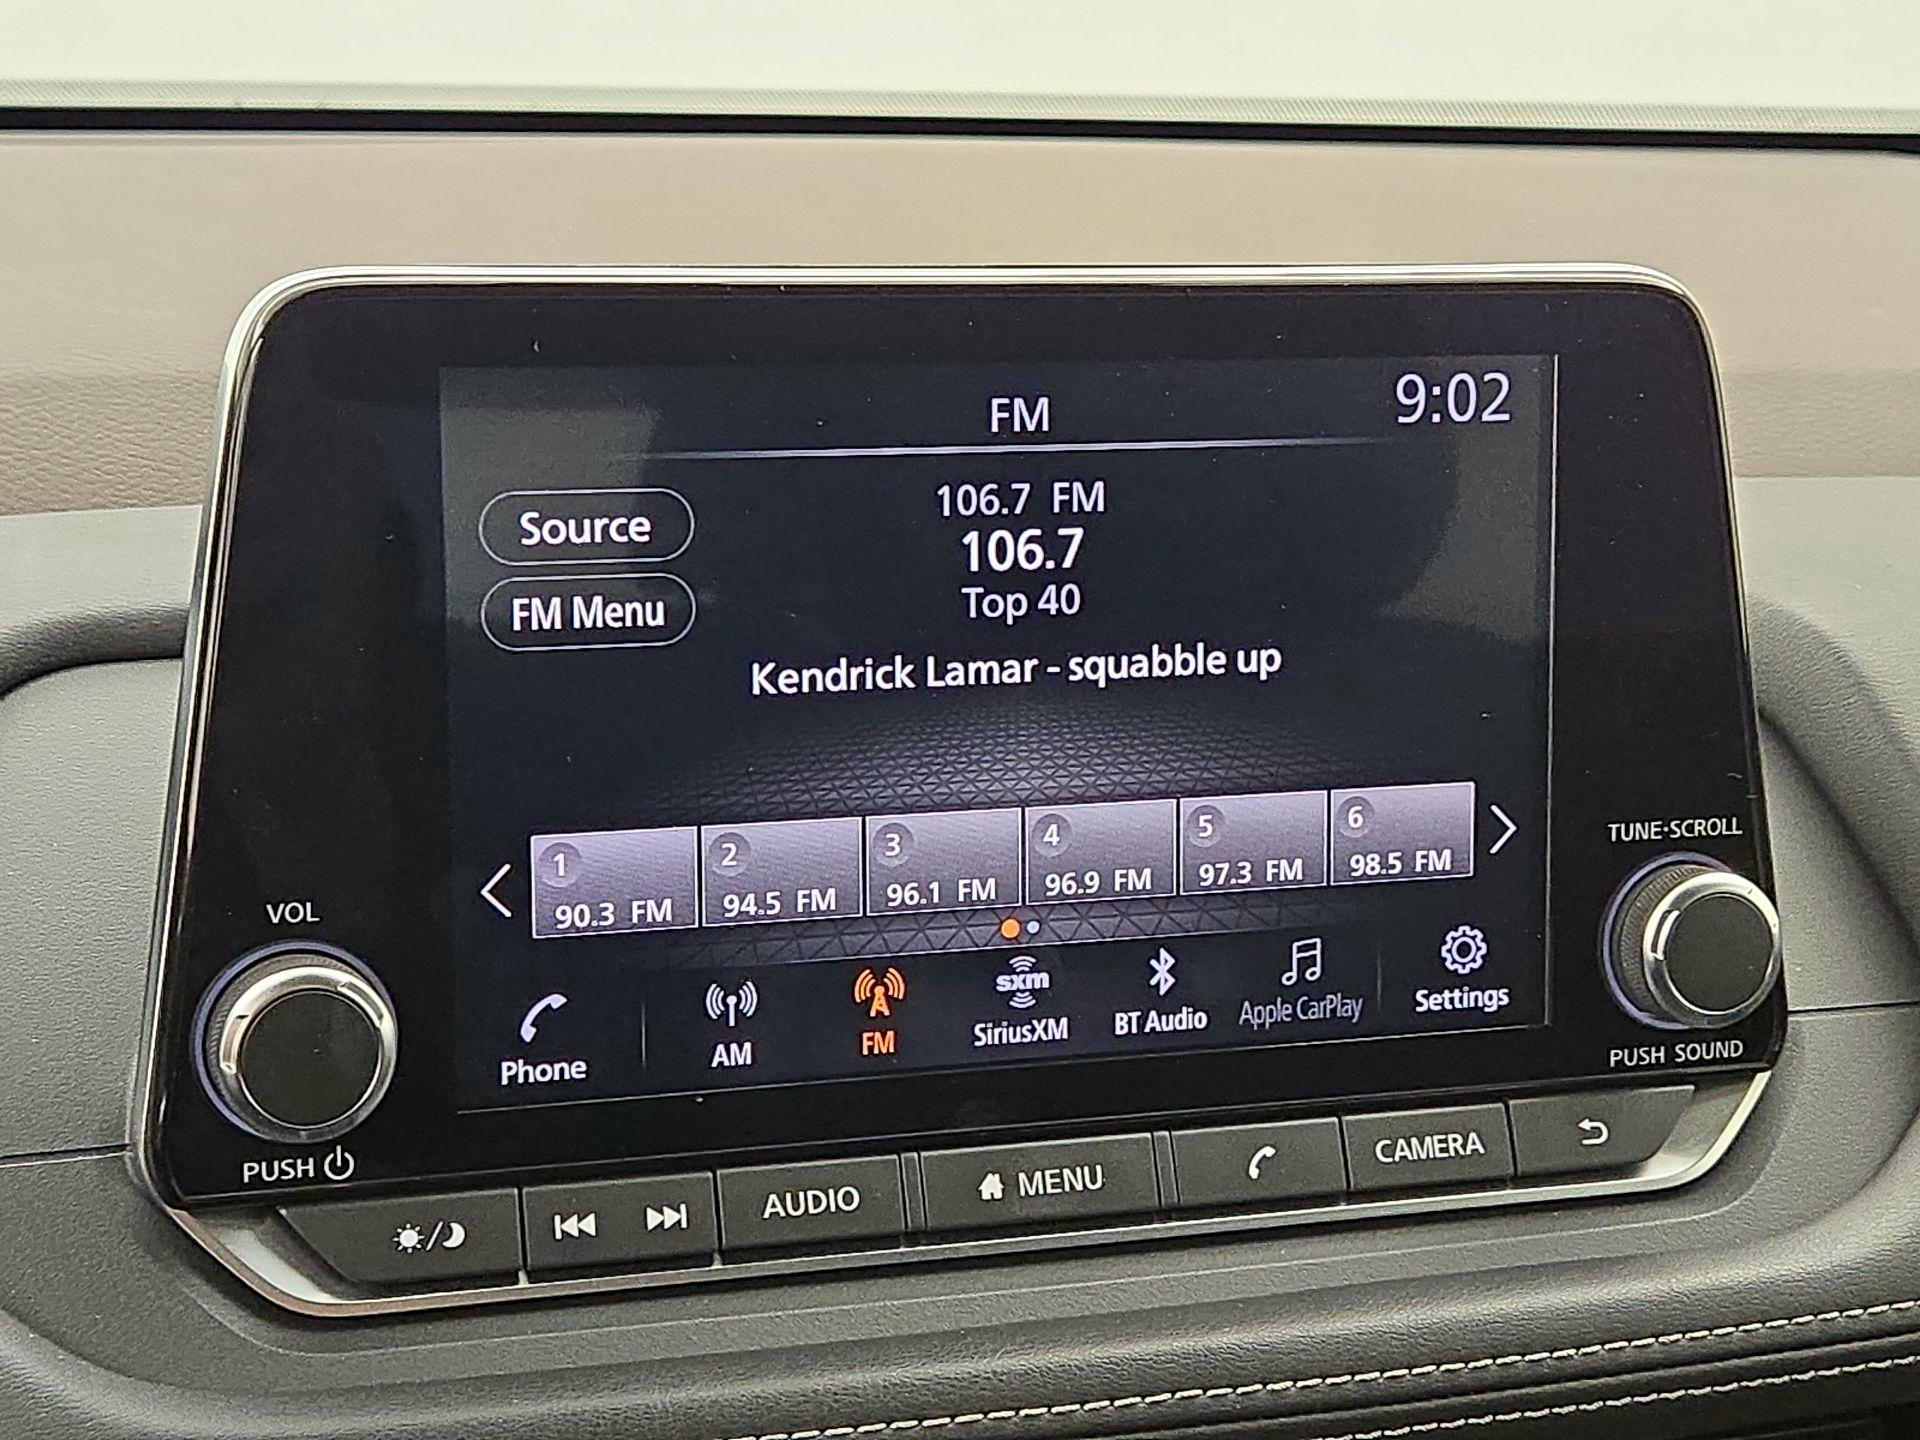 FM
9:02
Source
FM Menu
106.7 FM
106.7
Top 40
Kendrick Lamar - squabble up
1
90.3 FM
2
94.5 FM
3
96.1 FM
4
96.9 FM
5
97.3 FM
6
98.5 FM
Phone
AM
FM
sxm
SiriusXM
BT Audio
Apple CarPlay
Settings
VOL
PUSH
TUNE·SCROLL
PUSH SOUND
AUDIO
MENU
CAMERA